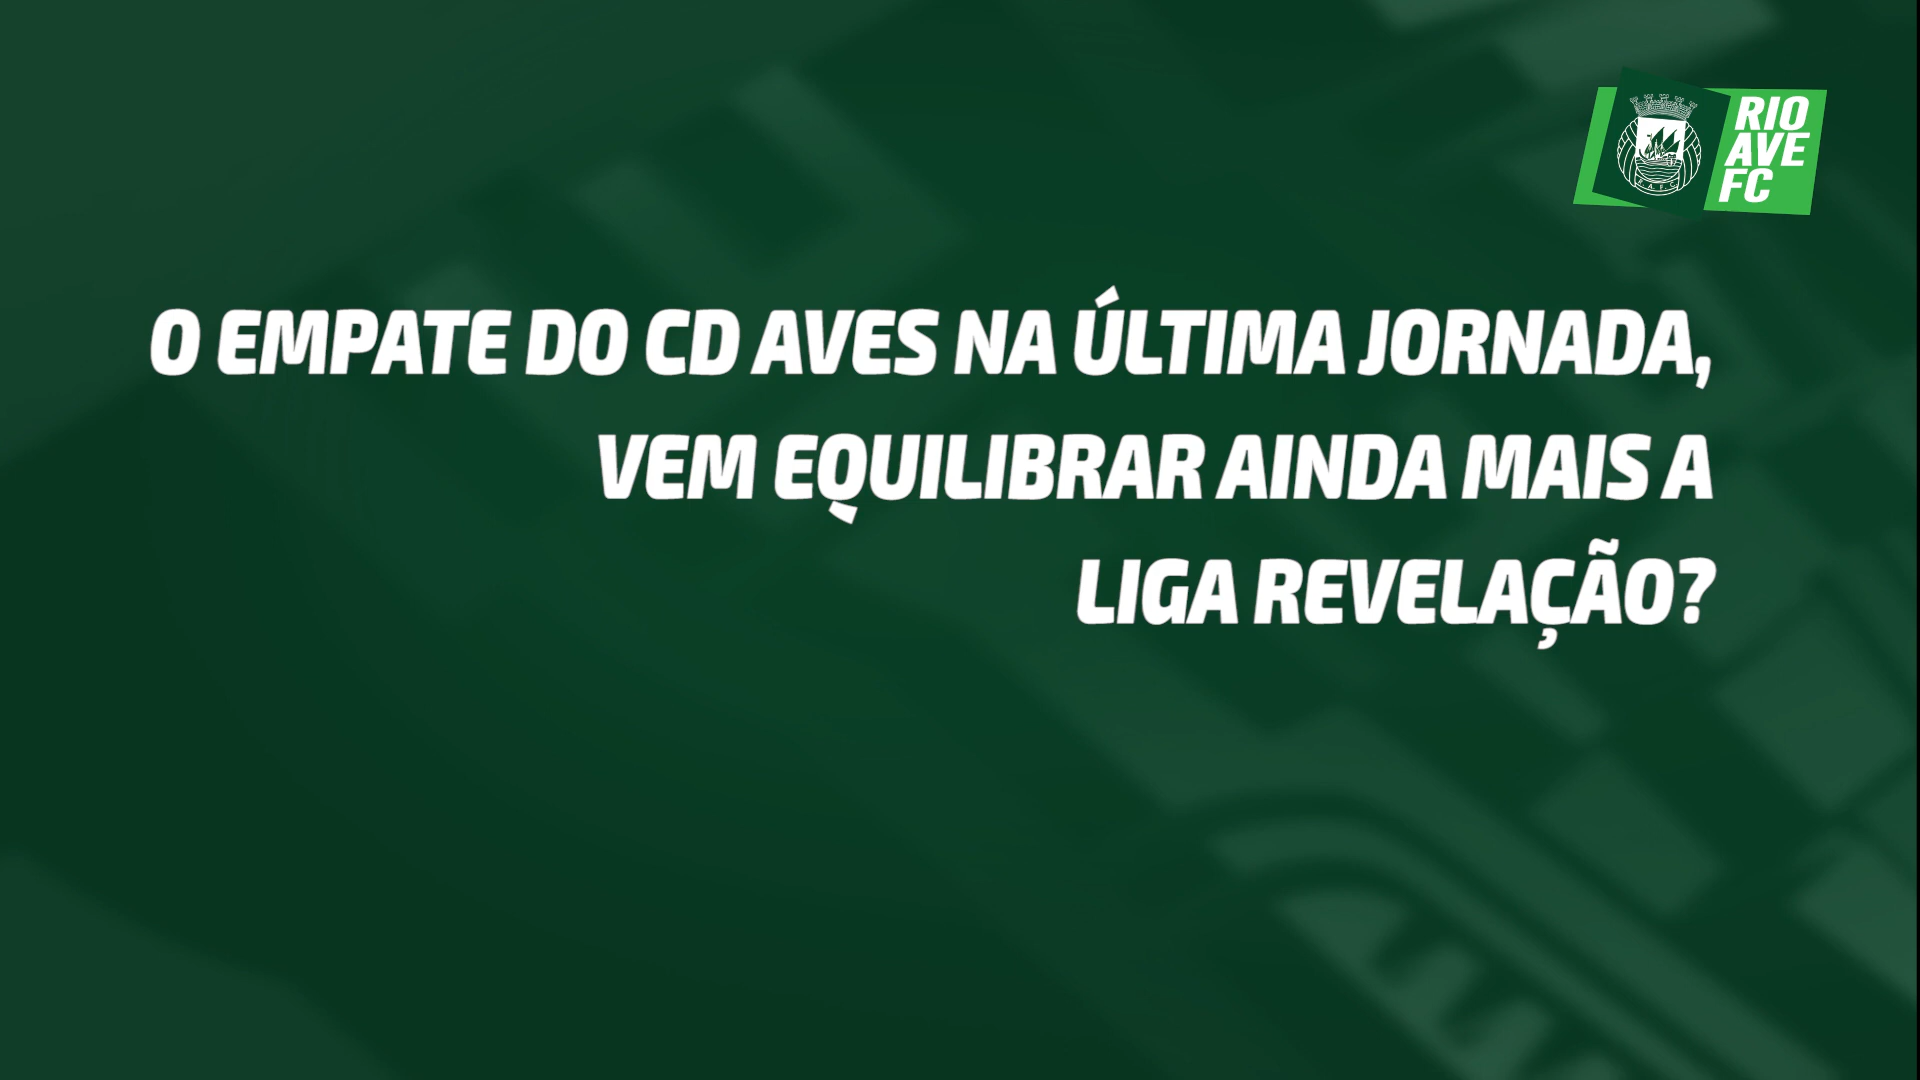 RIO
AVE
FC
O EMPATE DO CD AVES NA ÚLTIMA JORNADA,
VEM EQUILIBRAR AINDA MAIS A
LIGA REVELAÇÃO?